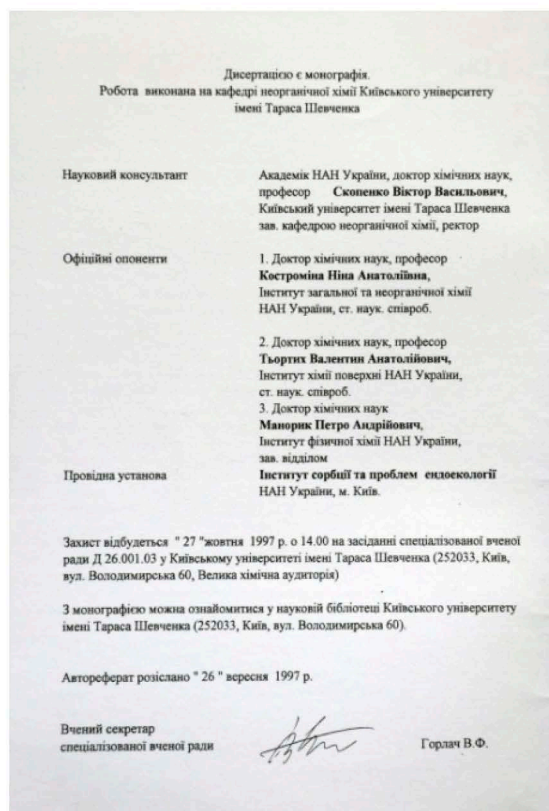 Дисертацією є монографія.
Робота виконана на кафедрі неорганічної хімії Київського університету
імені Тараса Шевченка
Науковий консультант
Академік НАН України, доктор хімічних наук,
професор Скопенко Віктор Васильович,
Київський університет імені Тараса Шевченка
зав. кафедрою неорганічної хімії, ректор
Офіційні опоненти
1. Доктор хімічних наук, професор
Костроміна Ніна Анатоліївна,
Інститут загальної та неорганічної хімії
НАН України, ст. наук. співроб.
2. Доктор хімічних наук, професор
Тьортих Валентин Анатолійович,
Інститут хімії поверхні НАН України,
ст. наук. співроб.
3. Доктор хімічних наук
Манорик Петро Андрійович,
Інститут фізичної хімії НАН України,
зав. відділом
Провідна установа
Інститут сорбції та проблем ендоекології
НАН України, м. Київ.
Захист відбудеться " 27 "жовтня 1997 р. о 14.00 на засіданні спеціалізованої вченої
ради Д 26.001.03 у Київському університеті імені Тараса Шевченка (252033, Київ,
вул. Володимирська 60, Велика хімічна аудиторія)
З монографією можна ознайомитися у науковій бібліотеці Київського університету
імені Тараса Шевченка (252033, Київ, вул. Володимирська 60).
Автореферат розіслано " 26 " вересня 1997 р.
Вчений секретар
спеціалізованої вченої ради
Горлач В.Ф.